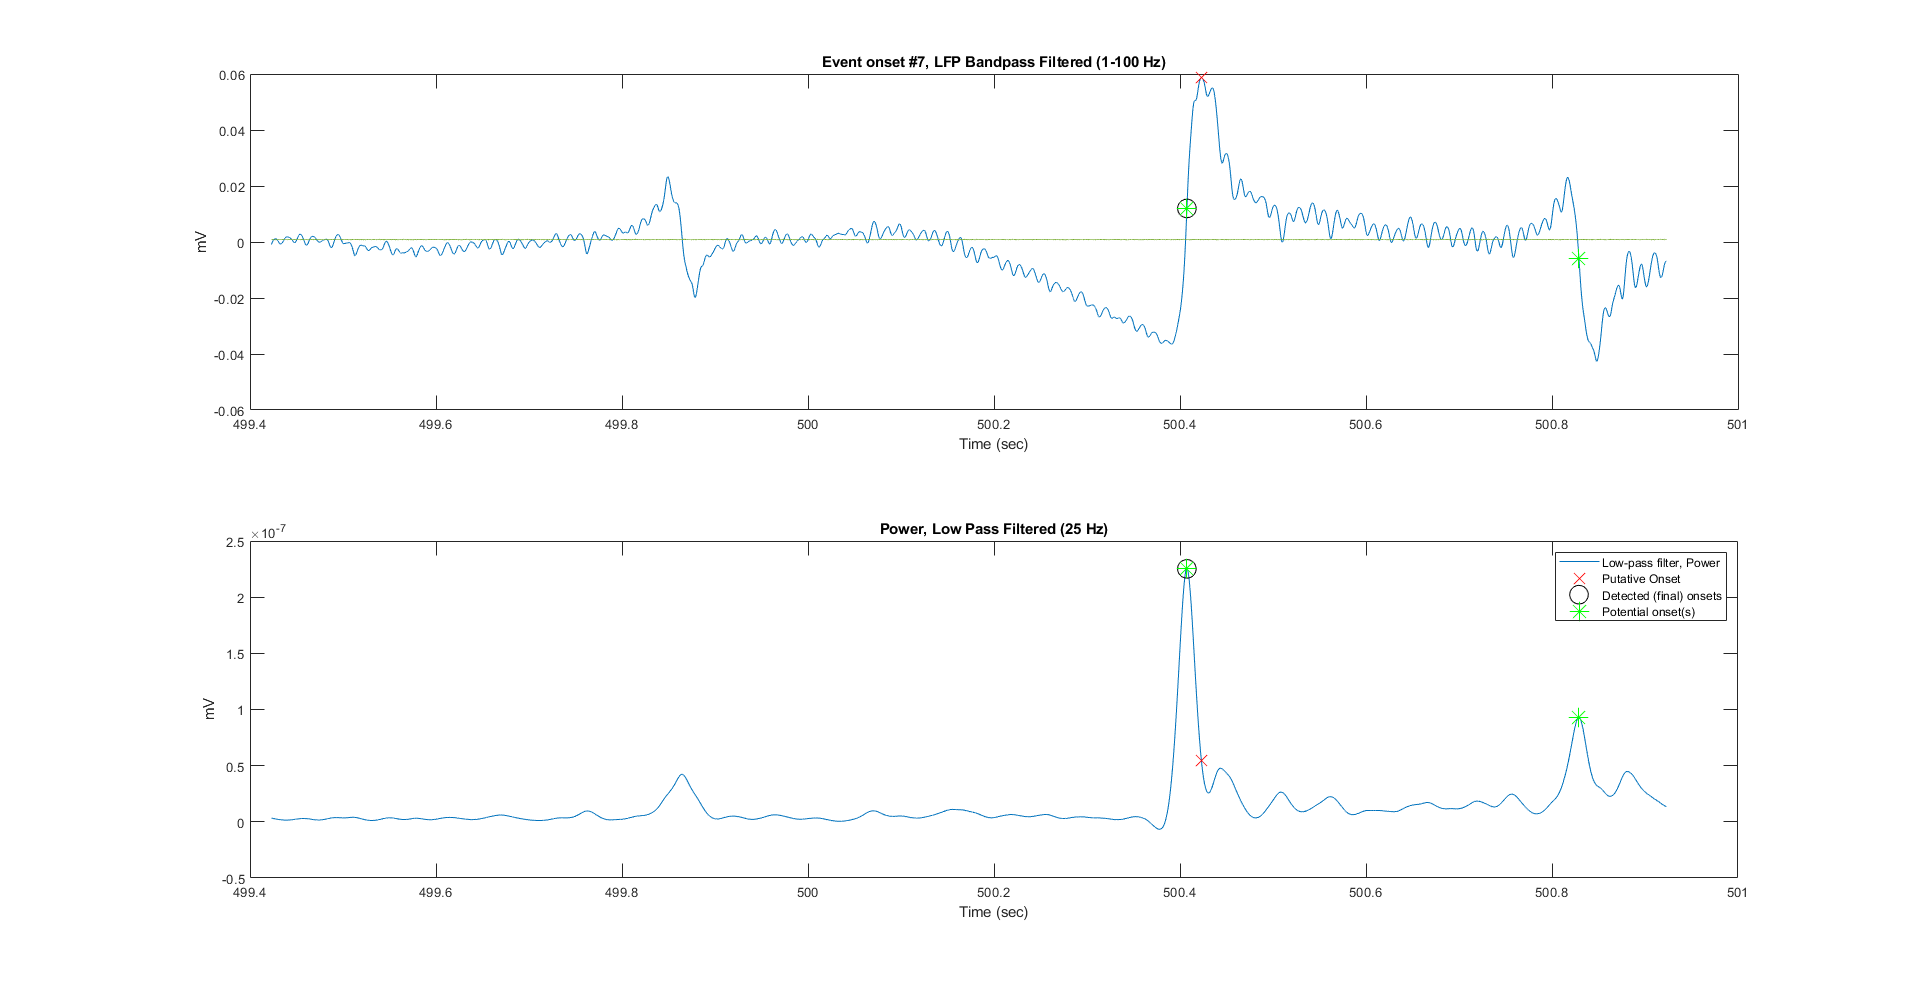 Event onset #7, LFP Bandpass Filtered (1-100 Hz)
0.06
0.04
0.02
0
-0.02
-0.04
-0.06
mV
499.4 499.6 499.8 500 500.2 500.4 500.6 500.8 501
Time (sec)
Power, Low Pass Filtered (25 Hz)
×10-7
2.5
2
1.5
1
0.5
0
-0.5
mV
Low-pass filter, Power
Putative Onset
Detected (final) onsets
Potential onset(s)
499.4 499.6 499.8 500 500.2 500.4 500.6 500.8 501
Time (sec)